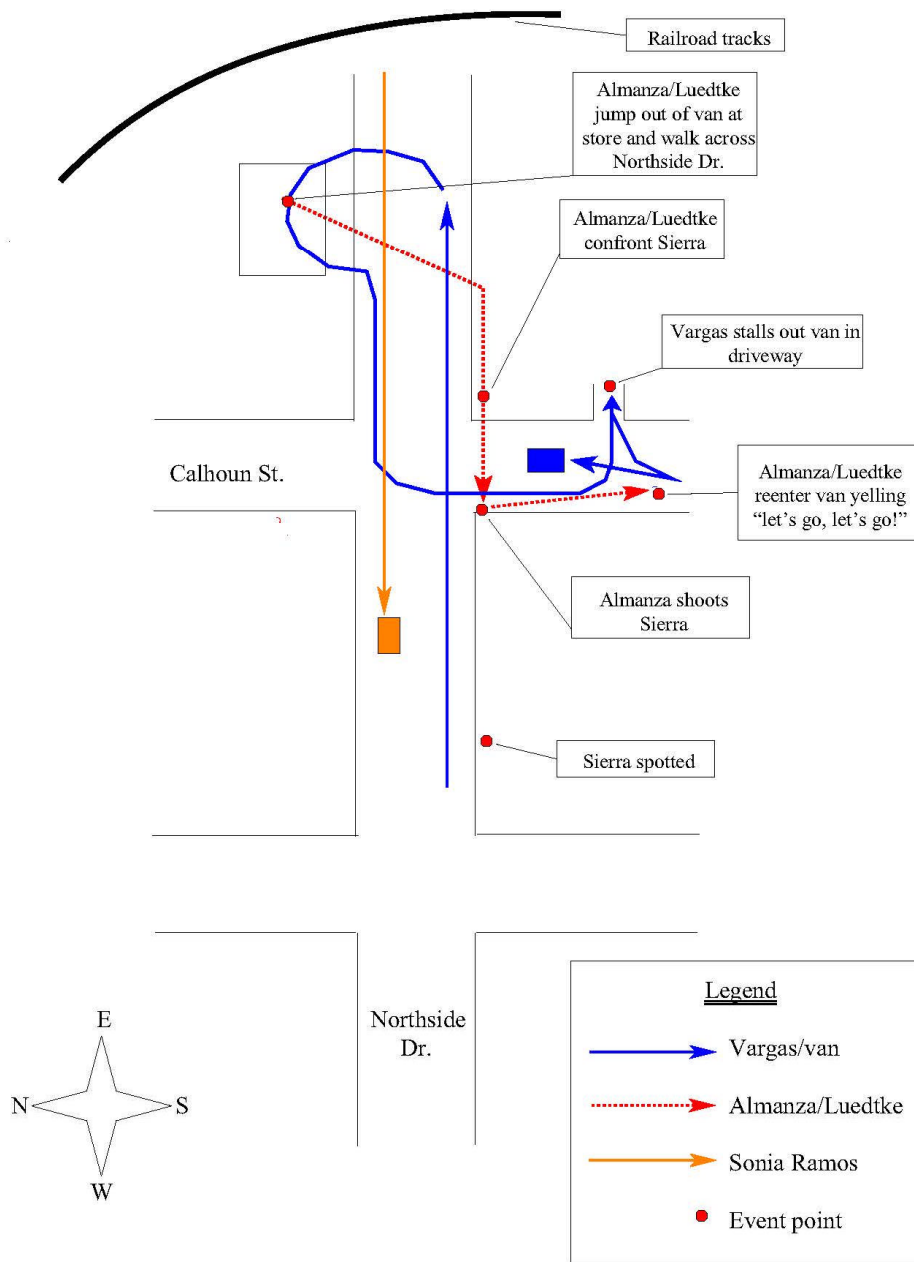 Railroad tracks
Almanza/Luedtke
jump out of van at
store and walk across
Northside Dr.
Almanza/Luedtke
confront Sierra
Vargas stalls out van in
driveway
Calhoun St.
Almanza/Luedtke
reenter van yelling
“let’s go, let’s go!”
Almanza shoots
Sierra
Sierra spotted
Northside
Dr.
E
N
S
W
Legend
Vargas/van
Almanza/Luedtke
Sonia Ramos
Event point